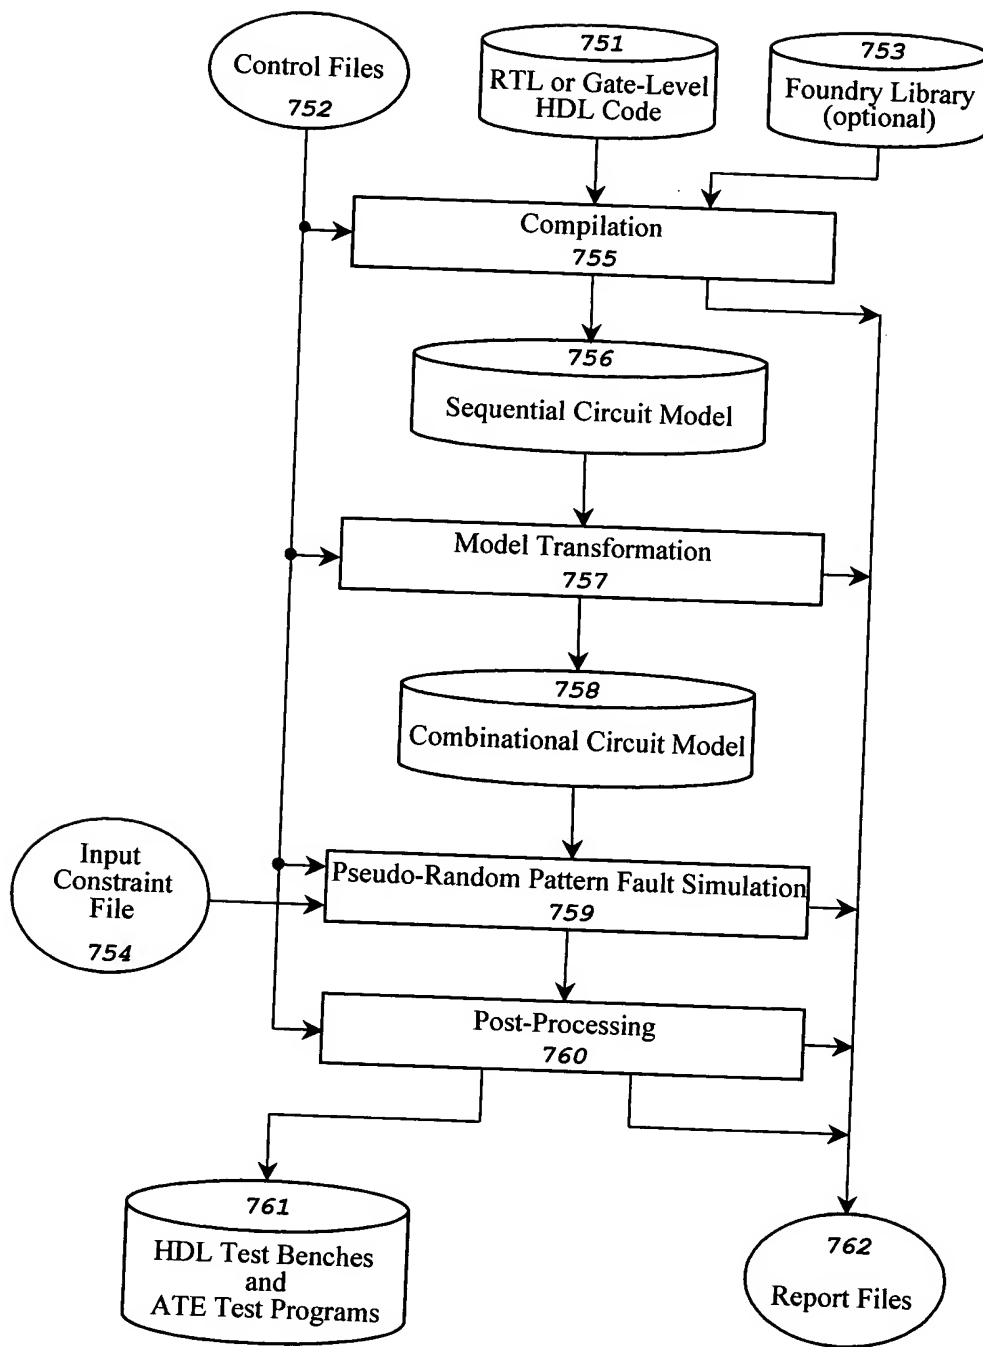 Control Files
752
751
RTL or Gate-Level
HDL Code
753
Foundry Library
(optional)
Compilation
755
756
Sequential Circuit Model
Model Transformation
757
758
Combinational Circuit Model
Input
Constraint
File
754
Pseudo-Random Pattern Fault Simulation
759
Post-Processing
760
761
HDL Test Benches
and
ATE Test Programs
762
Report Files